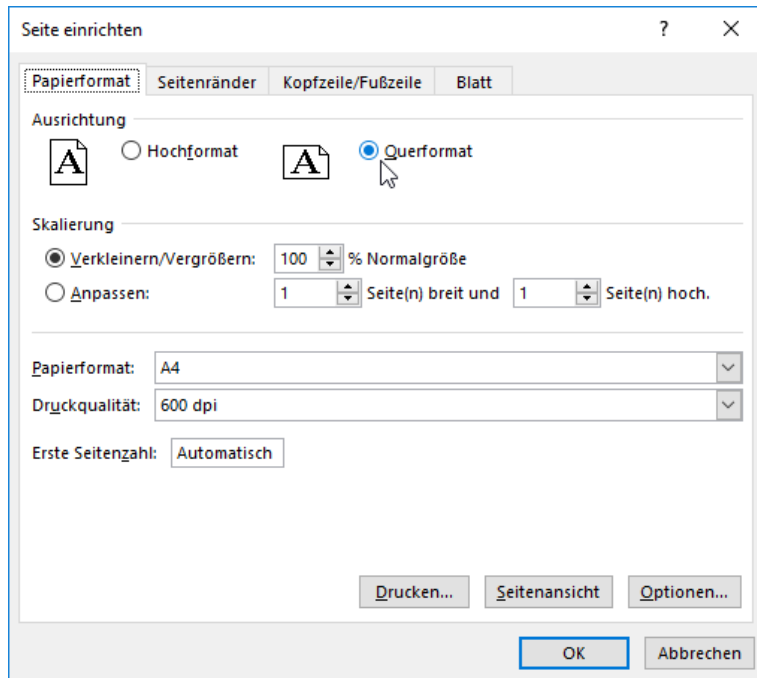 Seite einrichten ? ×
Papierformat Seitenränder Kopfzeile/Fußzeile Blatt
Ausrichtung
A Hochformat A Querformat
Skalierung
Verkleinern/Vergrößern: 100 % Normalgröße
Anpassen: 1 Seite(n) breit und 1 Seite(n) hoch.
Papierformat: A4
Druckqualität: 600 dpi
Erste Seitenzahl: Automatisch
Drucken... Seitenansicht Optionen...
OK Abbrechen